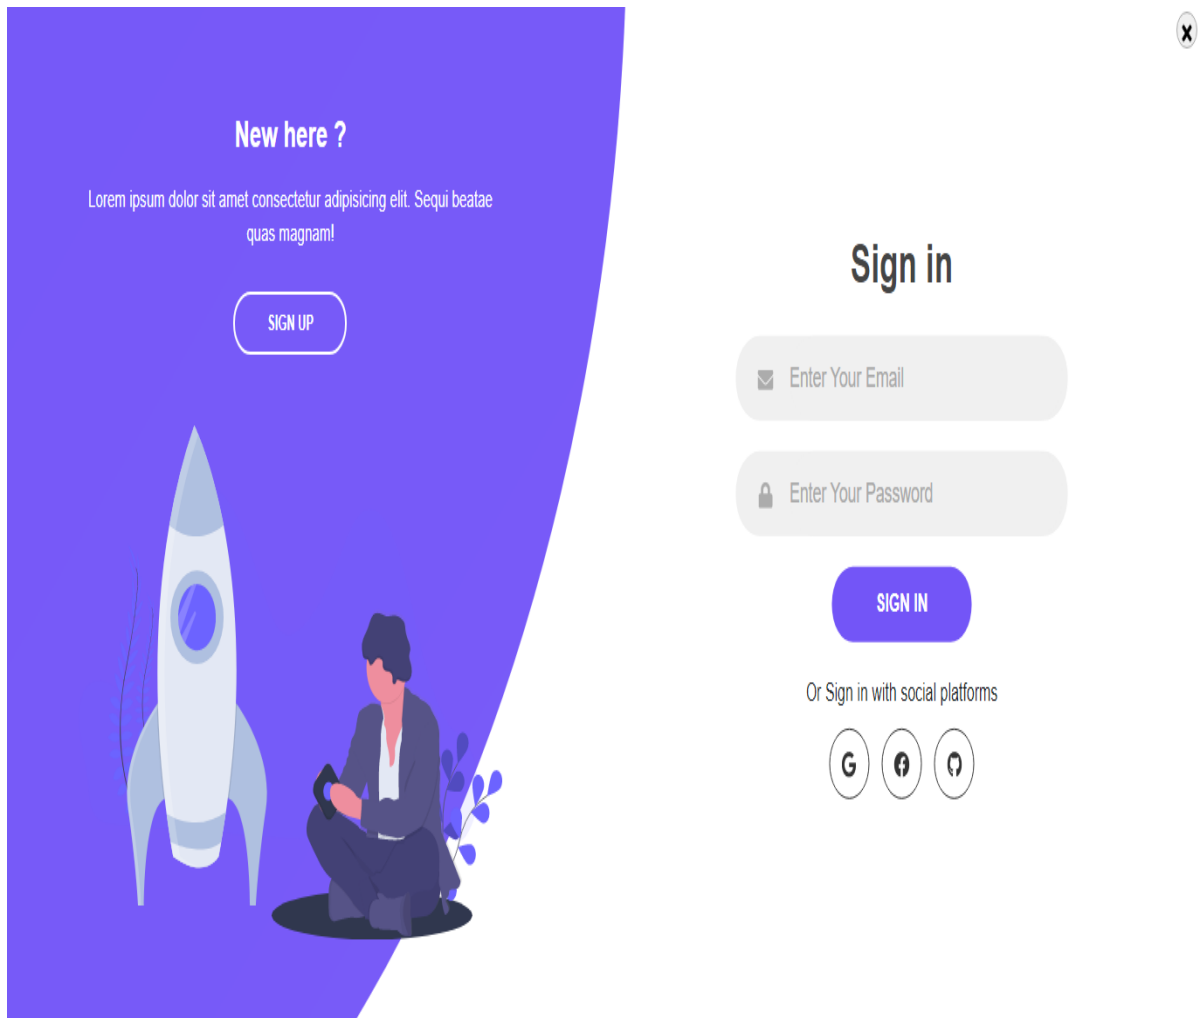 New here ?
Lorem ipsum dolor sit amet consectetur adipisicing elit. Sequi beatae
quas magnam!
SIGN UP
Sign in
Enter Your Email
Enter Your Password
SIGN IN
Or Sign in with social platforms